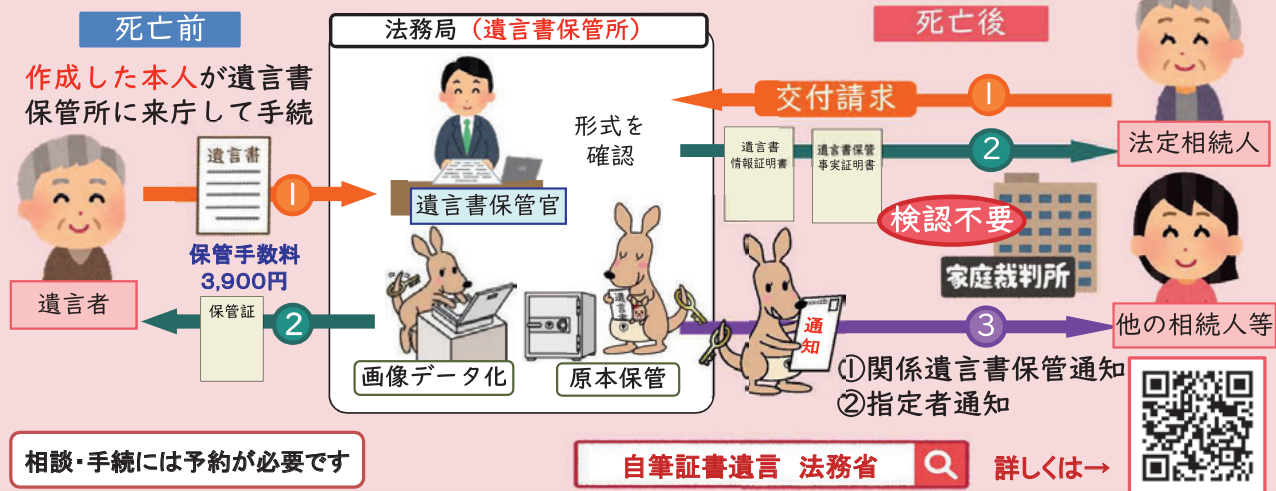 死亡前
作成した本人が遺言書
保管所に来庁して手続
遺言書
①
保管手数料
3,900円
遺言者
保管証
②
法務局（遺言書保管所）
形式を
確認
遺言書保管官
遺言書
画像データ化
原本保管
死亡後
交付請求
①
法定相続人
遺言書
情報証明書
遺言書保管
事実証明書
②
検認不要
家庭裁判所
通知
③
他の相続人等
①関係遺言書保管通知
②指定者通知
相談・手続には予約が必要です
自筆証書遺言 法務省
詳しくは→